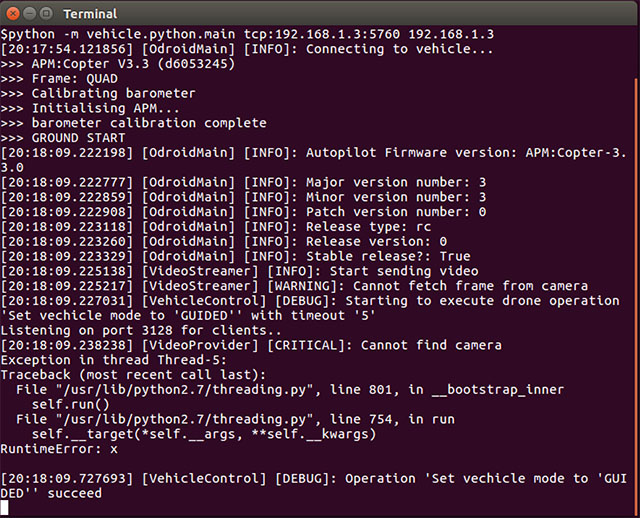 Terminal
$python -m vehicle.python.main tcp:192.168.1.3:5760 192.168.1.3
[20:17:54.121856] [OdroidMain] [INFO]: Connecting to vehicle...
>>> APM:Copter V3.3 (d6053245)
>>> Frame: QUAD
>>> Calibrating barometer
>>> Initialising APM...
>>> barometer calibration complete
>>> GROUND START
[20:18:09.222198] [OdroidMain] [INFO]: Autopilot Firmware version: APM:Copter-3.
3.0
[20:18:09.222777] [OdroidMain] [INFO]: Major version number: 3
[20:18:09.222859] [OdroidMain] [INFO]: Minor version number: 3
[20:18:09.222908] [OdroidMain] [INFO]: Patch version number: 0
[20:18:09.223118] [OdroidMain] [INFO]: Release type: rc
[20:18:09.223260] [OdroidMain] [INFO]: Release version: 0
[20:18:09.223329] [OdroidMain] [INFO]: Stable release?: True
[20:18:09.225138] [VideoStreamer] [INFO]: Start sending video
[20:18:09.225217] [VideoStreamer] [WARNING]: Cannot fetch frame from camera
[20:18:09.227031] [VehicleControl] [DEBUG]: Starting to execute drone operation
'Set vechicle mode to 'GUIDED'' with timeout '5'
Listening on port 3128 for clients..
[20:18:09.238238] [VideoProvider] [CRITICAL]: Cannot find camera
Exception in thread Thread-5:
Traceback (most recent call last):
  File "/usr/lib/python2.7/threading.py", line 801, in __bootstrap_inner
    self.run()
  File "/usr/lib/python2.7/threading.py", line 754, in run
    self.__target(*self.__args, **self.__kwargs)
RuntimeError: x
[20:18:09.727693] [VehicleControl] [DEBUG]: Operation 'Set vechicle mode to 'GUI
DED'' succeed